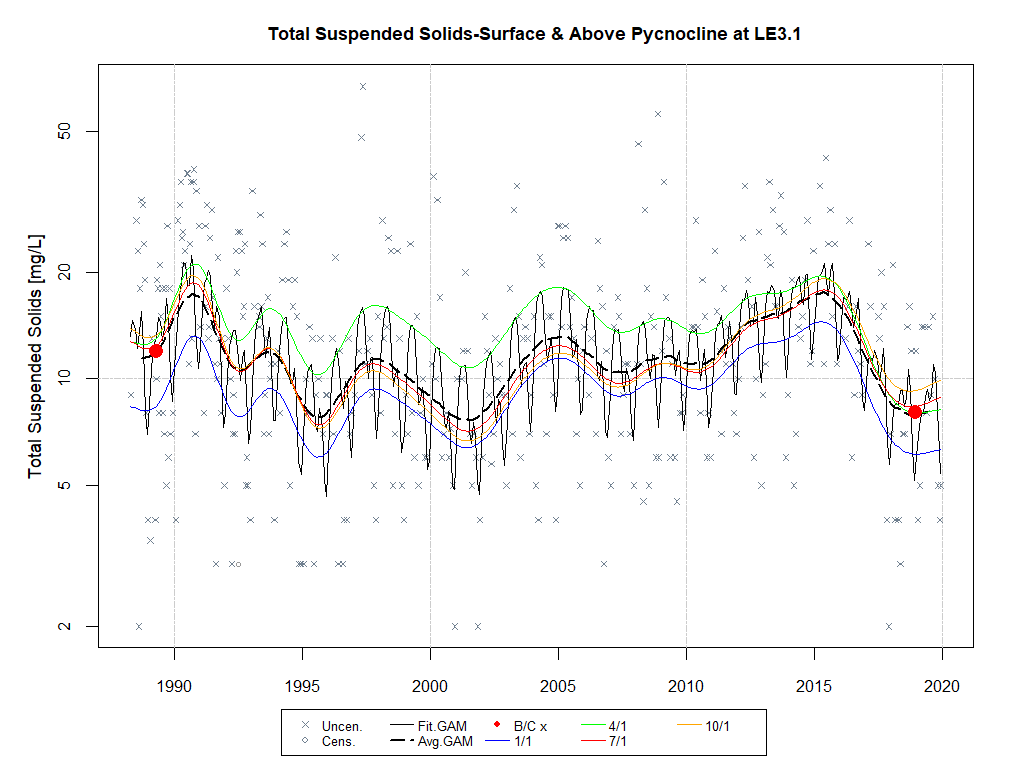 Total Suspended Solids-Surface & Above Pycnocline at LE3.1
Total Suspended Solids [mg/L]
50
20
10
5
2
1990 1995 2000 2005 2010 2015 2020
Uncen. Fit.GAM B/C x 4/1 10/1
Cens. Avg.GAM 1/1 7/1